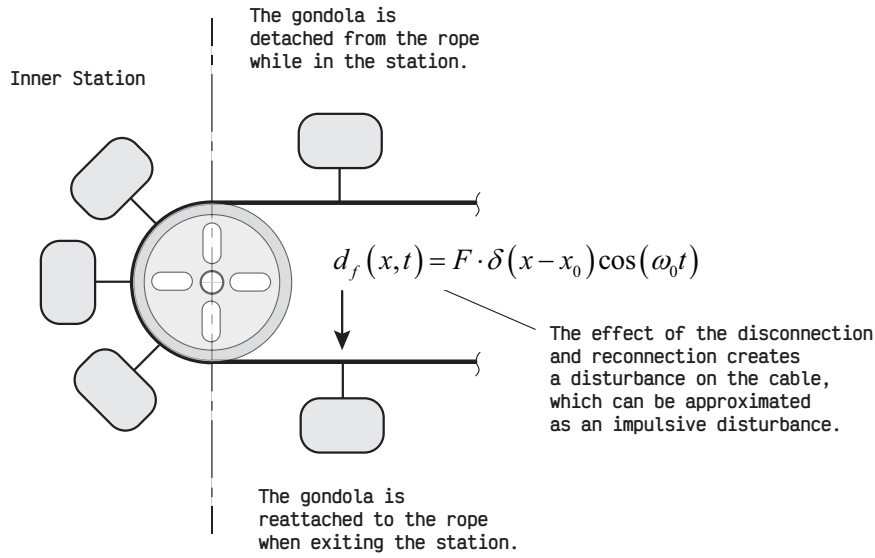 The gondola is
detached from the rope
while in the station.
Inner Station
d_f(x,t) = F·δ(x−x_0)cos(ω_0t)
The effect of the disconnection
and reconnection creates
a disturbance on the cable,
which can be approximated
as an impulsive disturbance.
The gondola is
reattached to the rope
when exiting the station.